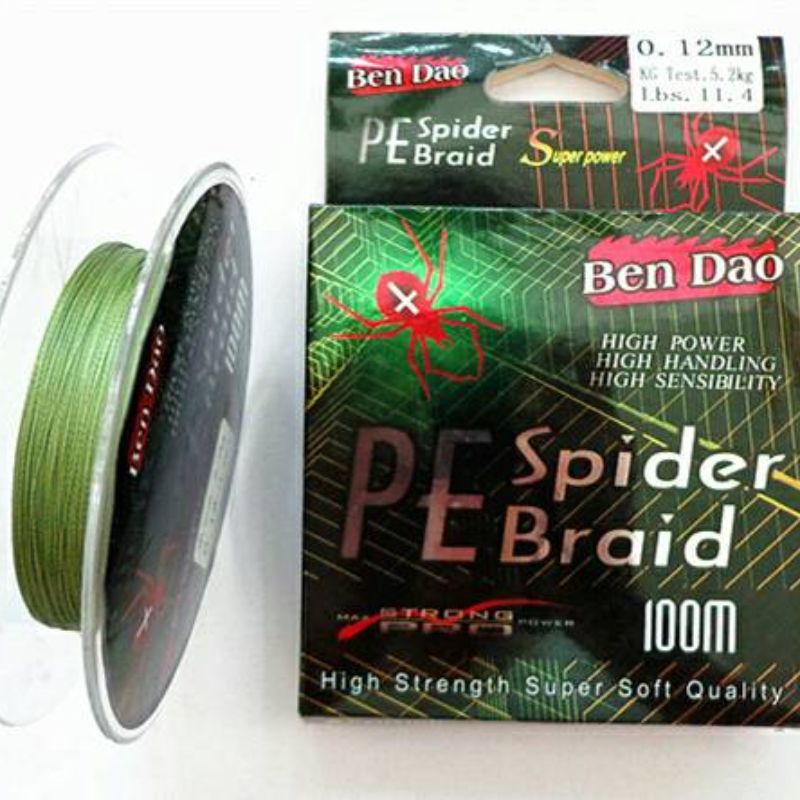 Ben Dao
0.12mm
KG Test.5.2kg
Lbs. 11.4
PE Spider Braid
Super power
Ben Dao
HIGH POWER
HIGH HANDLING
HIGH SENSIBILITY
PE Spider Braid
MAX STRONG POWER
PRO
100M
High Strength Super Soft Quality
Ben Dao
100M